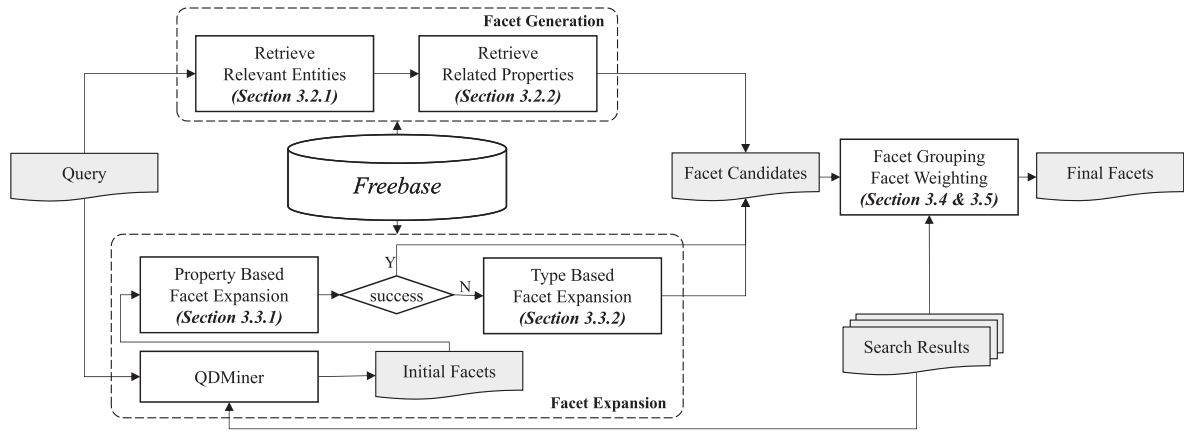 Facet Generation
Retrieve
Relevant Entities
(Section 3.2.1)
Retrieve
Related Properties
(Section 3.2.2)
Query
Freebase
Facet Candidates
Facet Grouping
Facet Weighting
(Section 3.4 & 3.5)
Final Facets
Property Based
Facet Expansion
(Section 3.3.1)
Y
success
N
Type Based
Facet Expansion
(Section 3.3.2)
Search Results
QDMiner
Initial Facets
Facet Expansion